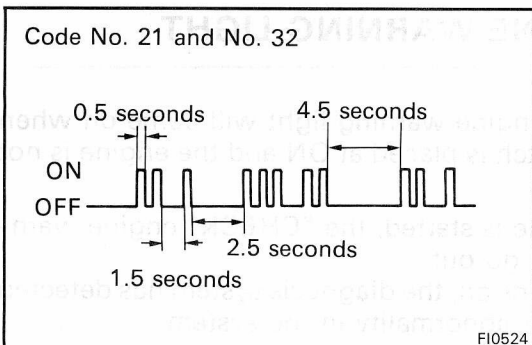 Code No. 21 and No. 32
0.5 seconds
4.5 seconds
ON
OFF
2.5 seconds
1.5 seconds
FI0524